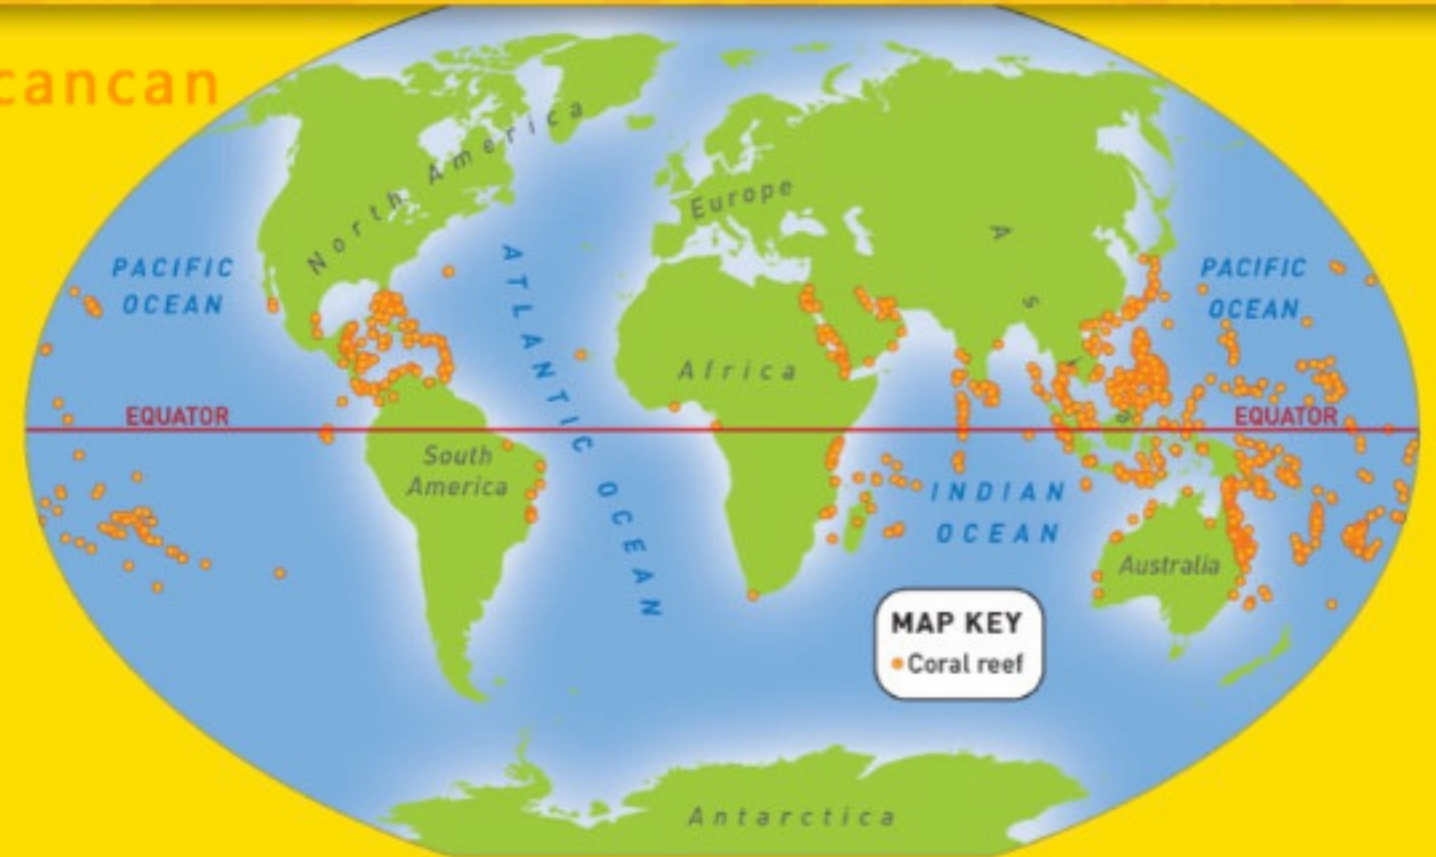 cancan
North America
Europe
Asia
PACIFIC
OCEAN
ATLANTIC OCEAN
PACIFIC
OCEAN
Africa
EQUATOR
EQUATOR
South
America
INDIAN
OCEAN
Australia
MAP KEY
Coral reef
Antarctica